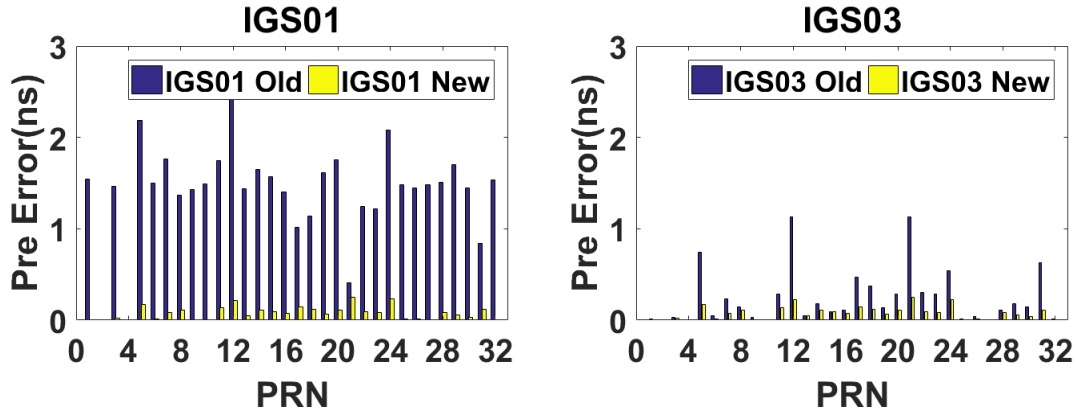 IGS01
Pre Error(ns)
3
2
1
0
IGS01 Old IGS01 New
0 4 8 12 16 20 24 28 32
PRN
IGS03
Pre Error(ns)
3
2
1
0
IGS03 Old IGS03 New
0 4 8 12 16 20 24 28 32
PRN